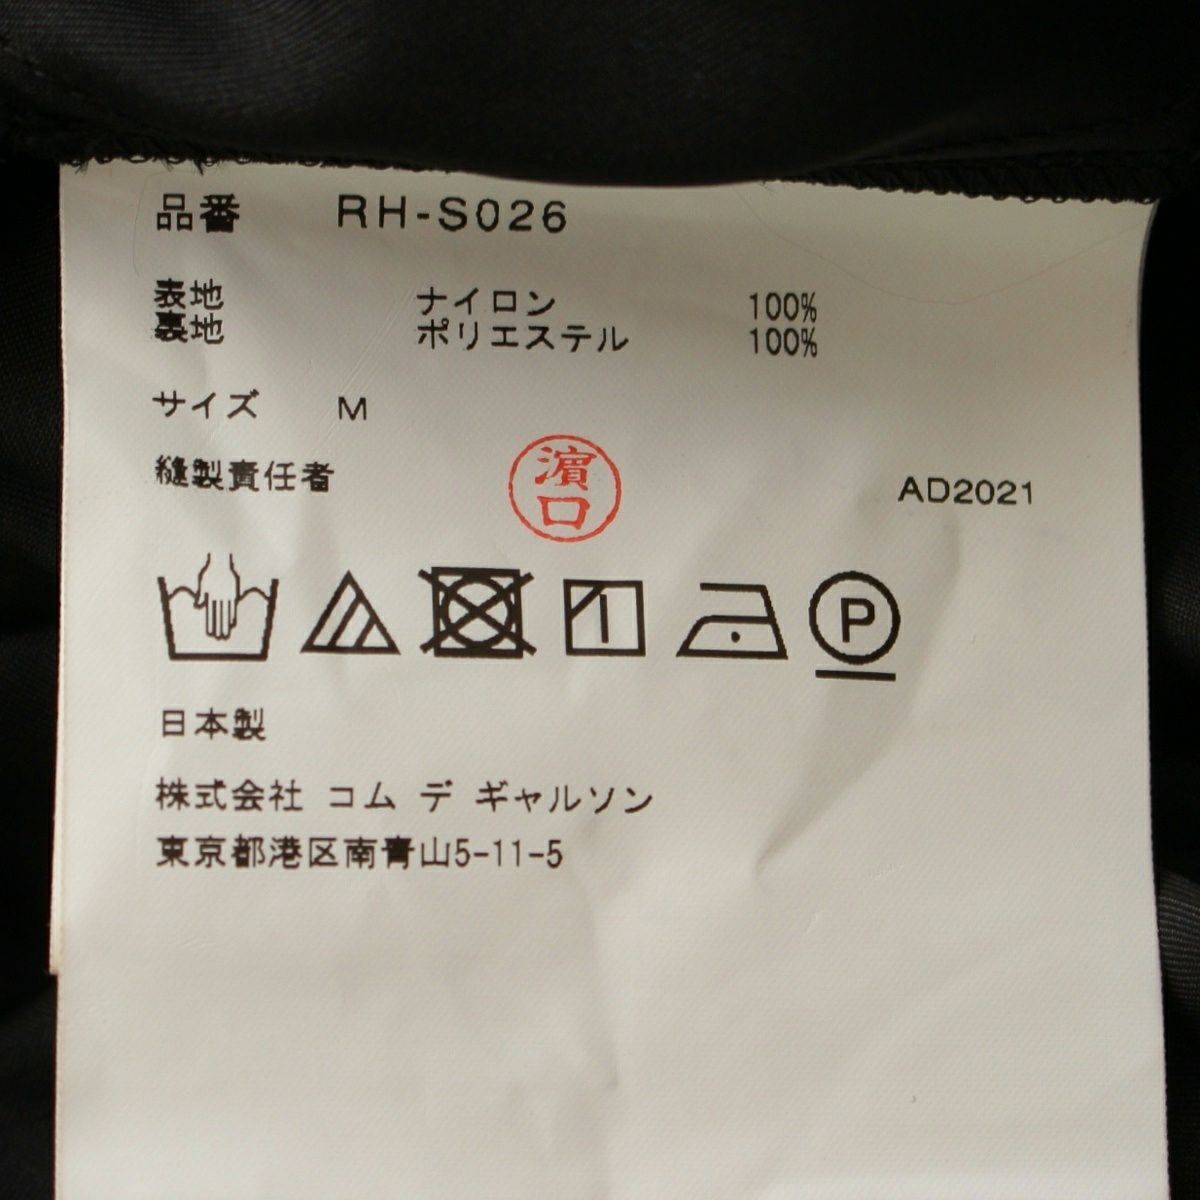 品番 RH-S026
表地 ナイロン 100%
裏地 ポリエステル 100%
サイズ M
縫製責任者 濱口 AD2021
P
日本製
株式会社 コム デ ギャルソン
東京都港区南青山5-11-5